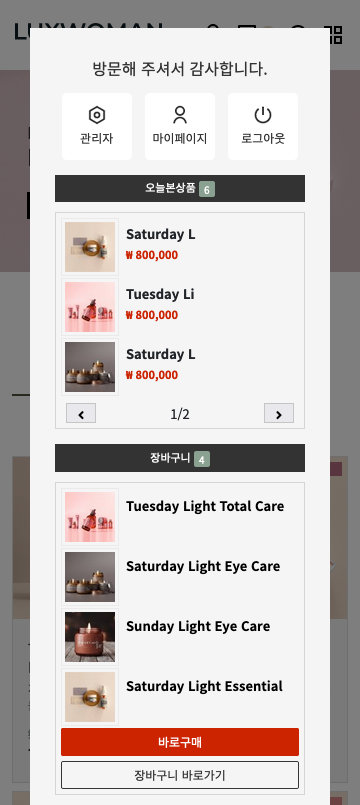 LUXWOMAN
방문해 주셔서 감사합니다.
관리자
마이페이지
로그아웃
오늘본상품 6
Saturday L
₩ 800,000
Tuesday Li
₩ 800,000
Saturday L
₩ 800,000
1/2
장바구니 4
Tuesday Light Total Care
Saturday Light Eye Care
Sunday Light Eye Care
Saturday Light Essential
바로구매
장바구니 바로가기